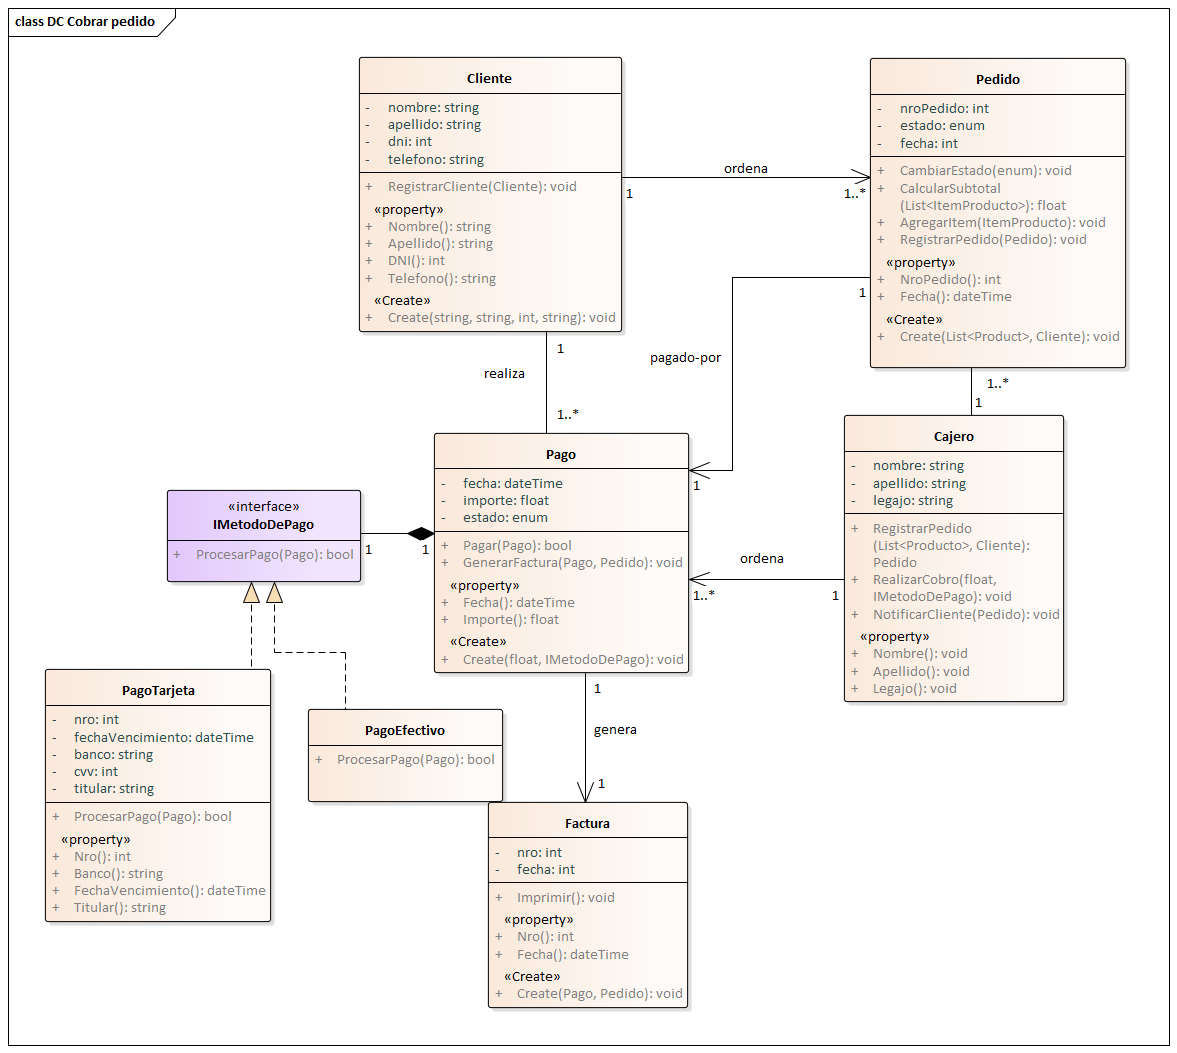 class DC Cobrar pedido
Cliente
- nombre: string
- apellido: string
- dni: int
- telefono: string
+ RegistrarCliente(Cliente): void
«property»
+ Nombre(): string
+ Apellido(): string
+ DNI(): int
+ Telefono(): string
«Create»
+ Create(string, string, int, string): void
ordena
1
1..*
Pedido
- nroPedido: int
- estado: enum
- fecha: int
+ CambiarEstado(enum): void
+ CalcularSubtotal
(List<ItemProducto>): float
+ AgregarItem(ItemProducto): void
+ RegistrarPedido(Pedido): void
«property»
+ NroPedido(): int
+ Fecha(): dateTime
«Create»
+ Create(List<Product>, Cliente): void
1
pagado-por
1
1
realiza
1..*
1..*
1
Pago
- fecha: dateTime
- importe: float
- estado: enum
+ Pagar(Pago): bool
+ GenerarFactura(Pago, Pedido): void
«property»
+ Fecha(): dateTime
+ Importe(): float
«Create»
+ Create(float, IMetodoDePago): void
Cajero
- nombre: string
- apellido: string
- legajo: string
+ RegistrarPedido
(List<Producto>, Cliente):
Pedido
+ RealizarCobro(float,
IMetodoDePago): void
+ NotificarCliente(Pedido): void
«property»
+ Nombre(): void
+ Apellido(): void
+ Legajo(): void
ordena
1..*
1
«interface»
IMetodoDePago
+ ProcesarPago(Pago): bool
1
1
PagoTarjeta
- nro: int
- fechaVencimiento: dateTime
- banco: string
- cvv: int
- titular: string
+ ProcesarPago(Pago): bool
«property»
+ Nro(): int
+ Banco(): string
+ FechaVencimiento(): dateTime
+ Titular(): string
PagoEfectivo
+ ProcesarPago(Pago): bool
1
genera
1
Factura
- nro: int
- fecha: int
+ Imprimir(): void
«property»
+ Nro(): int
+ Fecha(): dateTime
«Create»
+ Create(Pago, Pedido): void